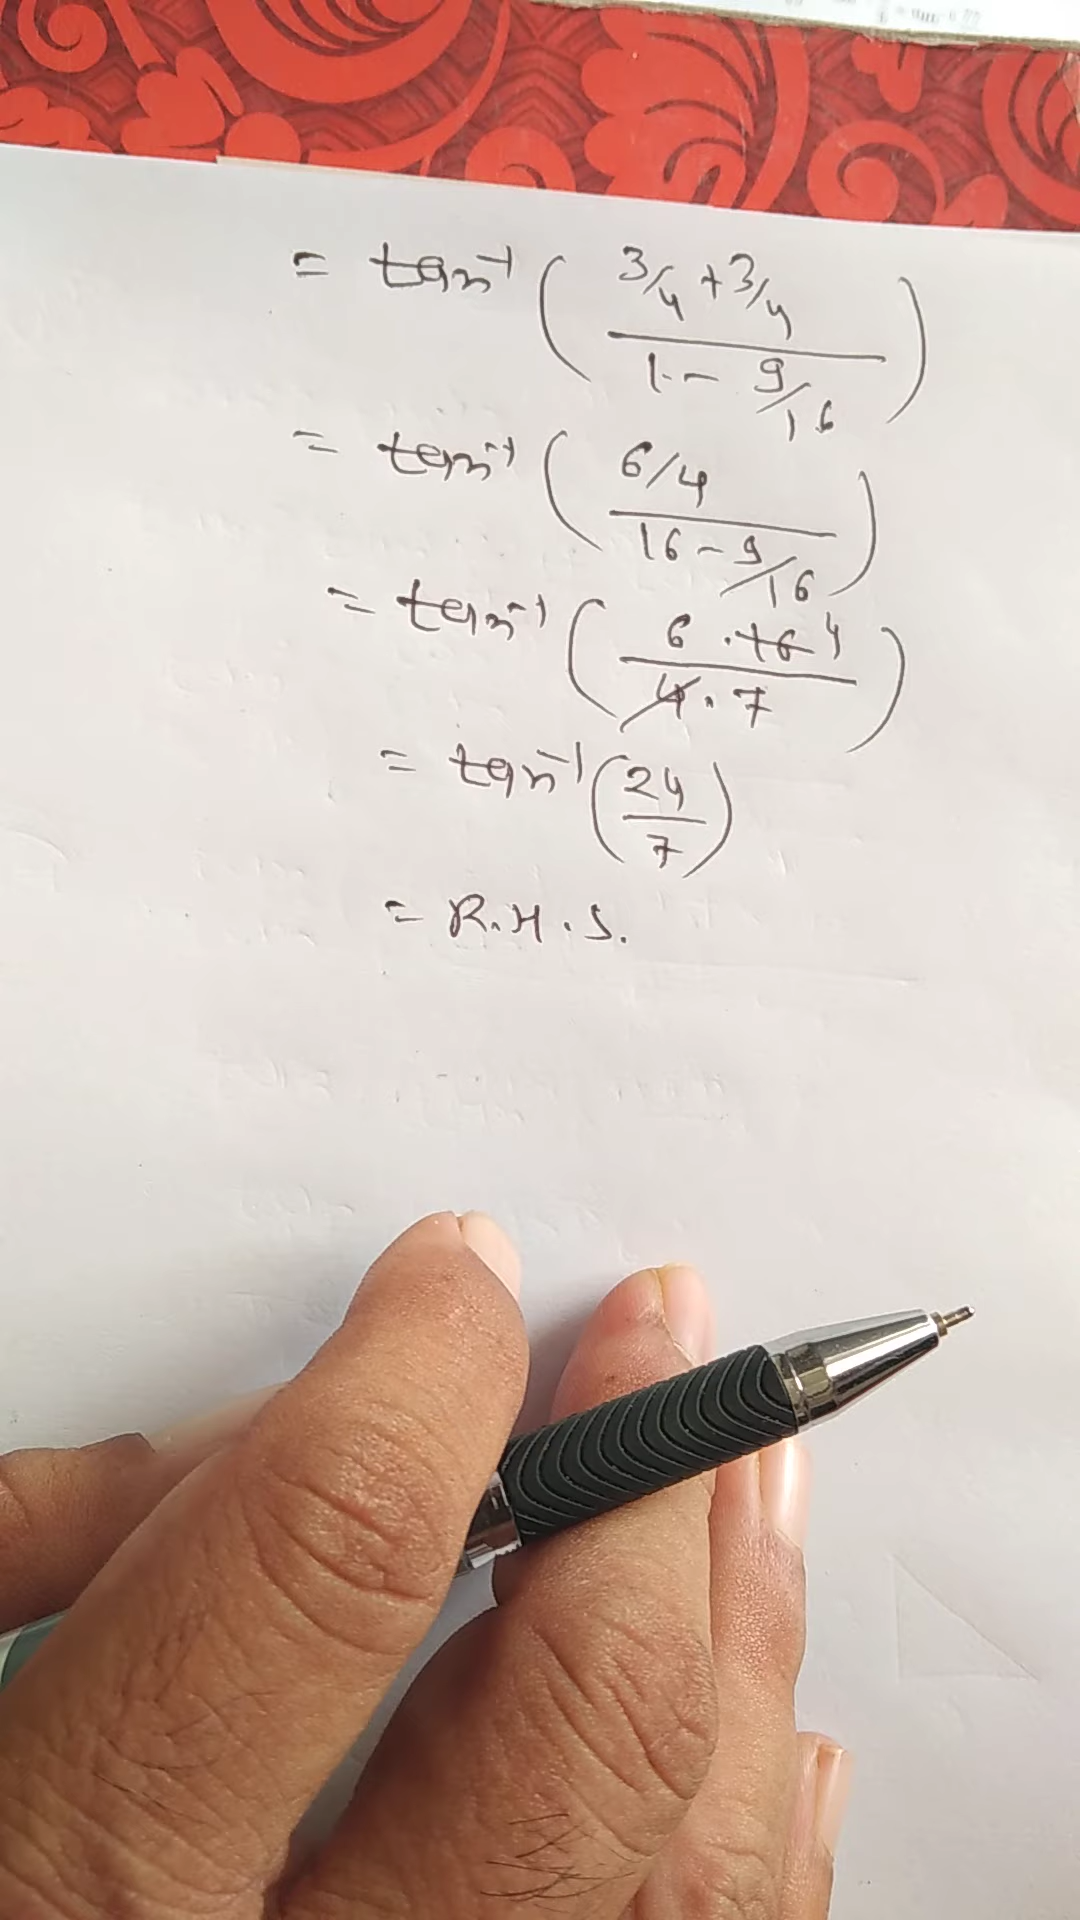 = tan⁻¹ ( 3/4 + 3/4 / 1 - 9/16 )
= tan⁻¹ ( 6/4 / 16 - 9/16 )
= tan⁻¹ ( 6 . 16 4 / 4 . 7 )
= tan⁻¹ ( 24 / 7 )
= R.H.S.